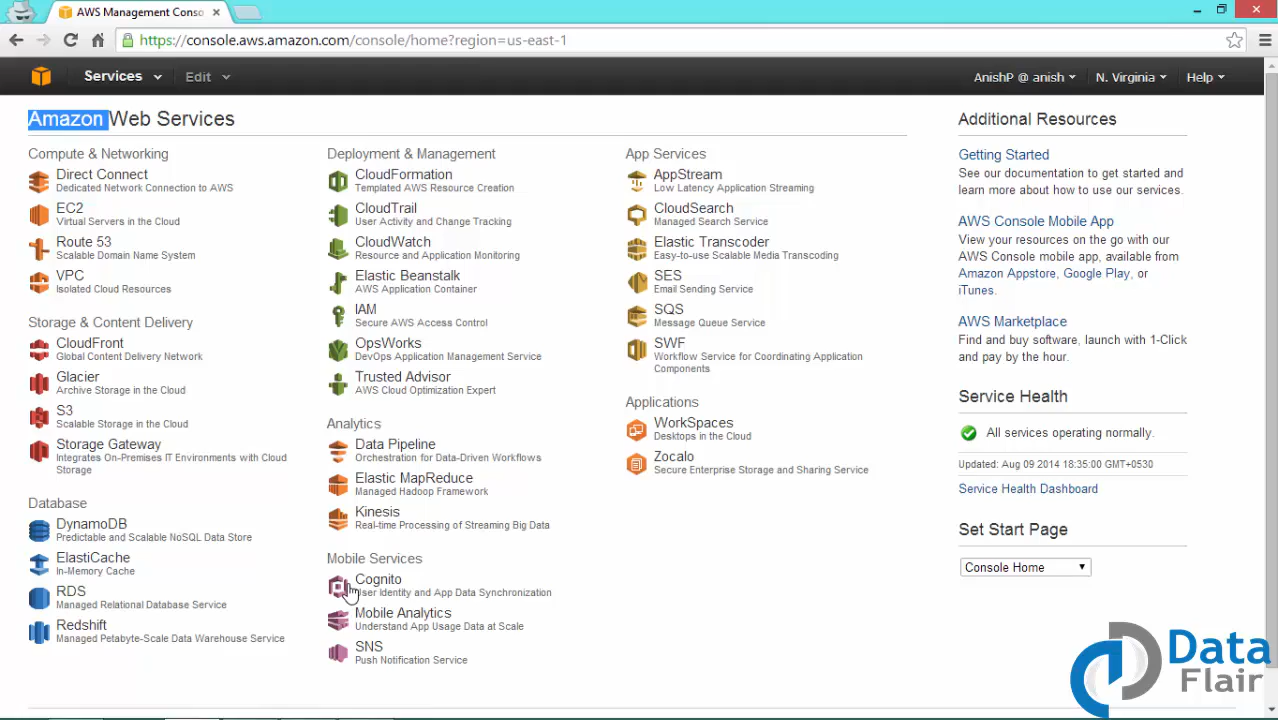 AWS Management Conso
https://console.aws.amazon.com/console/home?region=us-east-1
Services Edit AnishP @ anish N. Virginia Help
Amazon Web Services
Compute & Networking
Direct Connect
Dedicated Network Connection to AWS
EC2
Virtual Servers in the Cloud
Route 53
Scalable Domain Name System
VPC
Isolated Cloud Resources
Storage & Content Delivery
CloudFront
Global Content Delivery Network
Glacier
Archive Storage in the Cloud
S3
Scalable Storage in the Cloud
Storage Gateway
Integrates On-Premises IT Environments with Cloud
Storage
Database
DynamoDB
Predictable and Scalable NoSQL Data Store
ElastiCache
In-Memory Cache
RDS
Managed Relational Database Service
Redshift
Managed Petabyte-Scale Data Warehouse Service
Deployment & Management
CloudFormation
Templated AWS Resource Creation
CloudTrail
User Activity and Change Tracking
CloudWatch
Resource and Application Monitoring
Elastic Beanstalk
AWS Application Container
IAM
Secure AWS Access Control
OpsWorks
DevOps Application Management Service
Trusted Advisor
AWS Cloud Optimization Expert
Analytics
Data Pipeline
Orchestration for Data-Driven Workflows
Elastic MapReduce
Managed Hadoop Framework
Kinesis
Real-time Processing of Streaming Big Data
Mobile Services
Cognito
User Identity and App Data Synchronization
Mobile Analytics
Understand App Usage Data at Scale
SNS
Push Notification Service
App Services
AppStream
Low Latency Application Streaming
CloudSearch
Managed Search Service
Elastic Transcoder
Easy-to-use Scalable Media Transcoding
SES
Email Sending Service
SQS
Message Queue Service
SWF
Workflow Service for Coordinating Application
Components
Applications
WorkSpaces
Desktops in the Cloud
Zocalo
Secure Enterprise Storage and Sharing Service
Additional Resources
Getting Started
See our documentation to get started and
learn more about how to use our services.
AWS Console Mobile App
View your resources on the go with our
AWS Console mobile app, available from
Amazon Appstore, Google Play, or
iTunes.
AWS Marketplace
Find and buy software, launch with 1-Click
and pay by the hour.
Service Health
All services operating normally.
Updated: Aug 09 2014 18:35:00 GMT+0530
Service Health Dashboard
Set Start Page
Console Home
Data
Flair